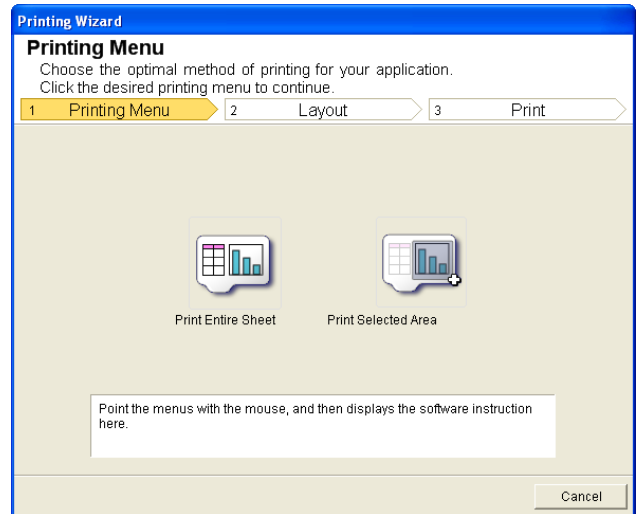 Printing Wizard
Printing Menu
Choose the optimal method of printing for your application.
Click the desired printing menu to continue.
1 Printing Menu 2 Layout 3 Print
Print Entire Sheet Print Selected Area
Point the menus with the mouse, and then displays the software instruction
here.
Cancel